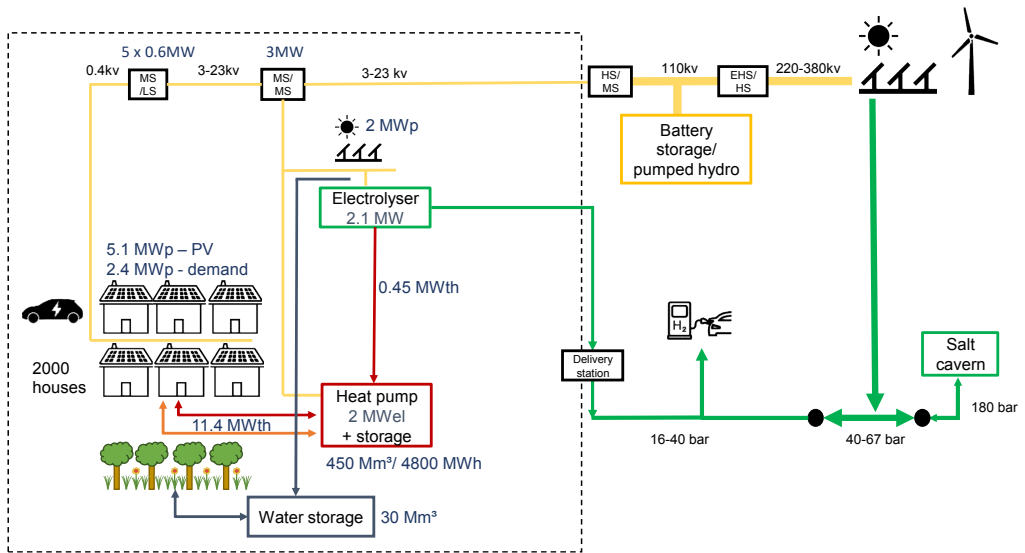 5 x 0.6MW
3MW
0.4kv
MS
/LS
3-23kv
MS/
MS
3-23 kv
HS/
MS
110kv
EHS/
HS
220-380kv
2 MWp
Battery
storage/
pumped hydro
Electrolyser
2.1 MW
5.1 MWp – PV
2.4 MWp - demand
0.45 MWth
H2
2000
houses
Delivery
station
Salt
cavern
Heat pump
2 MWel
+ storage
11.4 MWth
180 bar
16-40 bar
40-67 bar
450 Mm³/ 4800 MWh
Water storage
30 Mm³